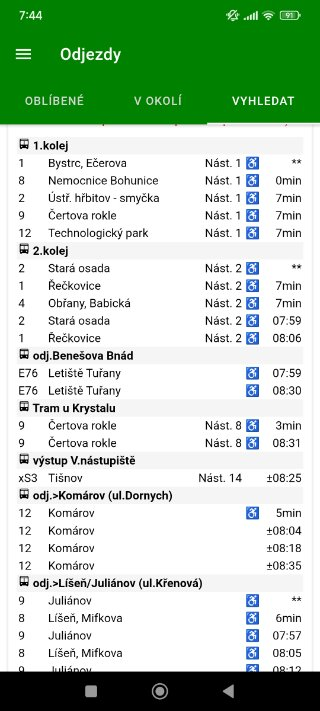 7:44
91
Odjezdy
OBLÍBENÉ V OKOLÍ VYHLEDAT
1.kolej
1 Bystrc, Ečerova Nást. 1 **
8 Nemocnice Bohunice Nást. 1 0min
2 Ústř. hřbitov - smyčka Nást. 1 7min
9 Čertova rokle Nást. 1 7min
12 Technologický park Nást. 1 7min
2.kolej
2 Stará osada Nást. 2 **
1 Řečkovice Nást. 2 7min
4 Obřany, Babická Nást. 2 7min
2 Stará osada Nást. 2 07:59
1 Řečkovice Nást. 2 08:06
odj.Benešova Bnád
E76 Letiště Tuřany 07:59
E76 Letiště Tuřany 08:30
Tram u Krystalu
9 Čertova rokle Nást. 8 3min
9 Čertova rokle Nást. 8 08:31
výstup V.nástupiště
xS3 Tišnov Nást. 14 ±08:25
odj.>Komárov (ul.Dornych)
12 Komárov 5min
12 Komárov ±08:04
12 Komárov ±08:18
12 Komárov ±08:35
odj.>Líšeň/Juliánov (ul.Křenová)
9 Juliánov **
8 Líšeň, Mifkova 6min
9 Juliánov 07:57
8 Líšeň, Mifkova 08:05
9 Juliánov 08:12